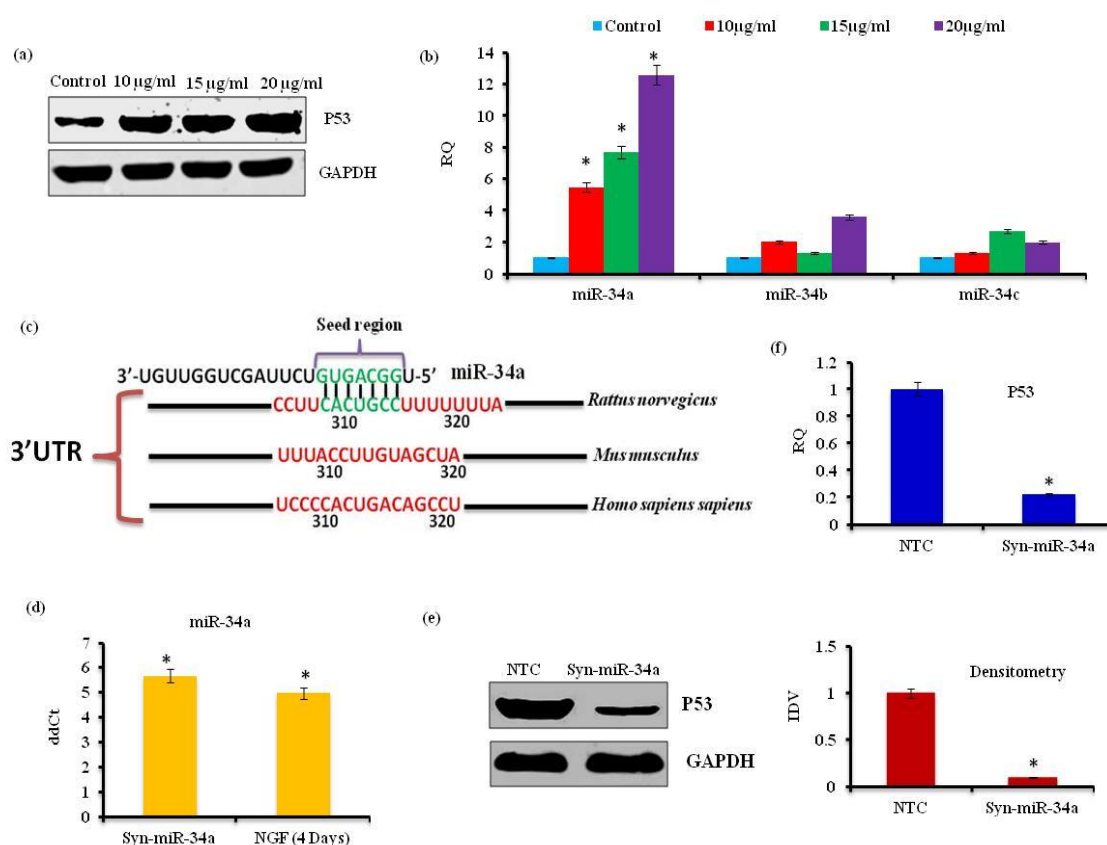 (a)
Control 10 µg/ml 15 µg/ml 20 µg/ml
P53
GAPDH
Control 10µg/ml 15µg/ml 20µg/ml
(b)
14
12
10
8
6
4
2
0
RQ
* * *
miR-34a miR-34b miR-34c
(c)
Seed region
3’-UGUUGGUCGAUUCUGUGACGGU-5’ miR-34a
CCUUCACUGCCUUUUUUUA Rattus norvegicus
310 320
3’UTR
UUUACCUUGUAGCUA Mus musculus
310 320
UCCCCACUGACAGCCU Homo sapiens sapiens
310 320
(f)
P53
1.2
1
0.8
0.6
0.4
0.2
0
RQ
*
NTC Syn-miR-34a
(d)
miR-34a
7
6
5
4
3
2
1
0
ddCt
* *
Syn-miR-34a NGF (4 Days)
(e)
NTC Syn-miR-34a
P53
GAPDH
Densitometry
1.5
1
0.5
0
IDV
*
NTC Syn-miR-34a